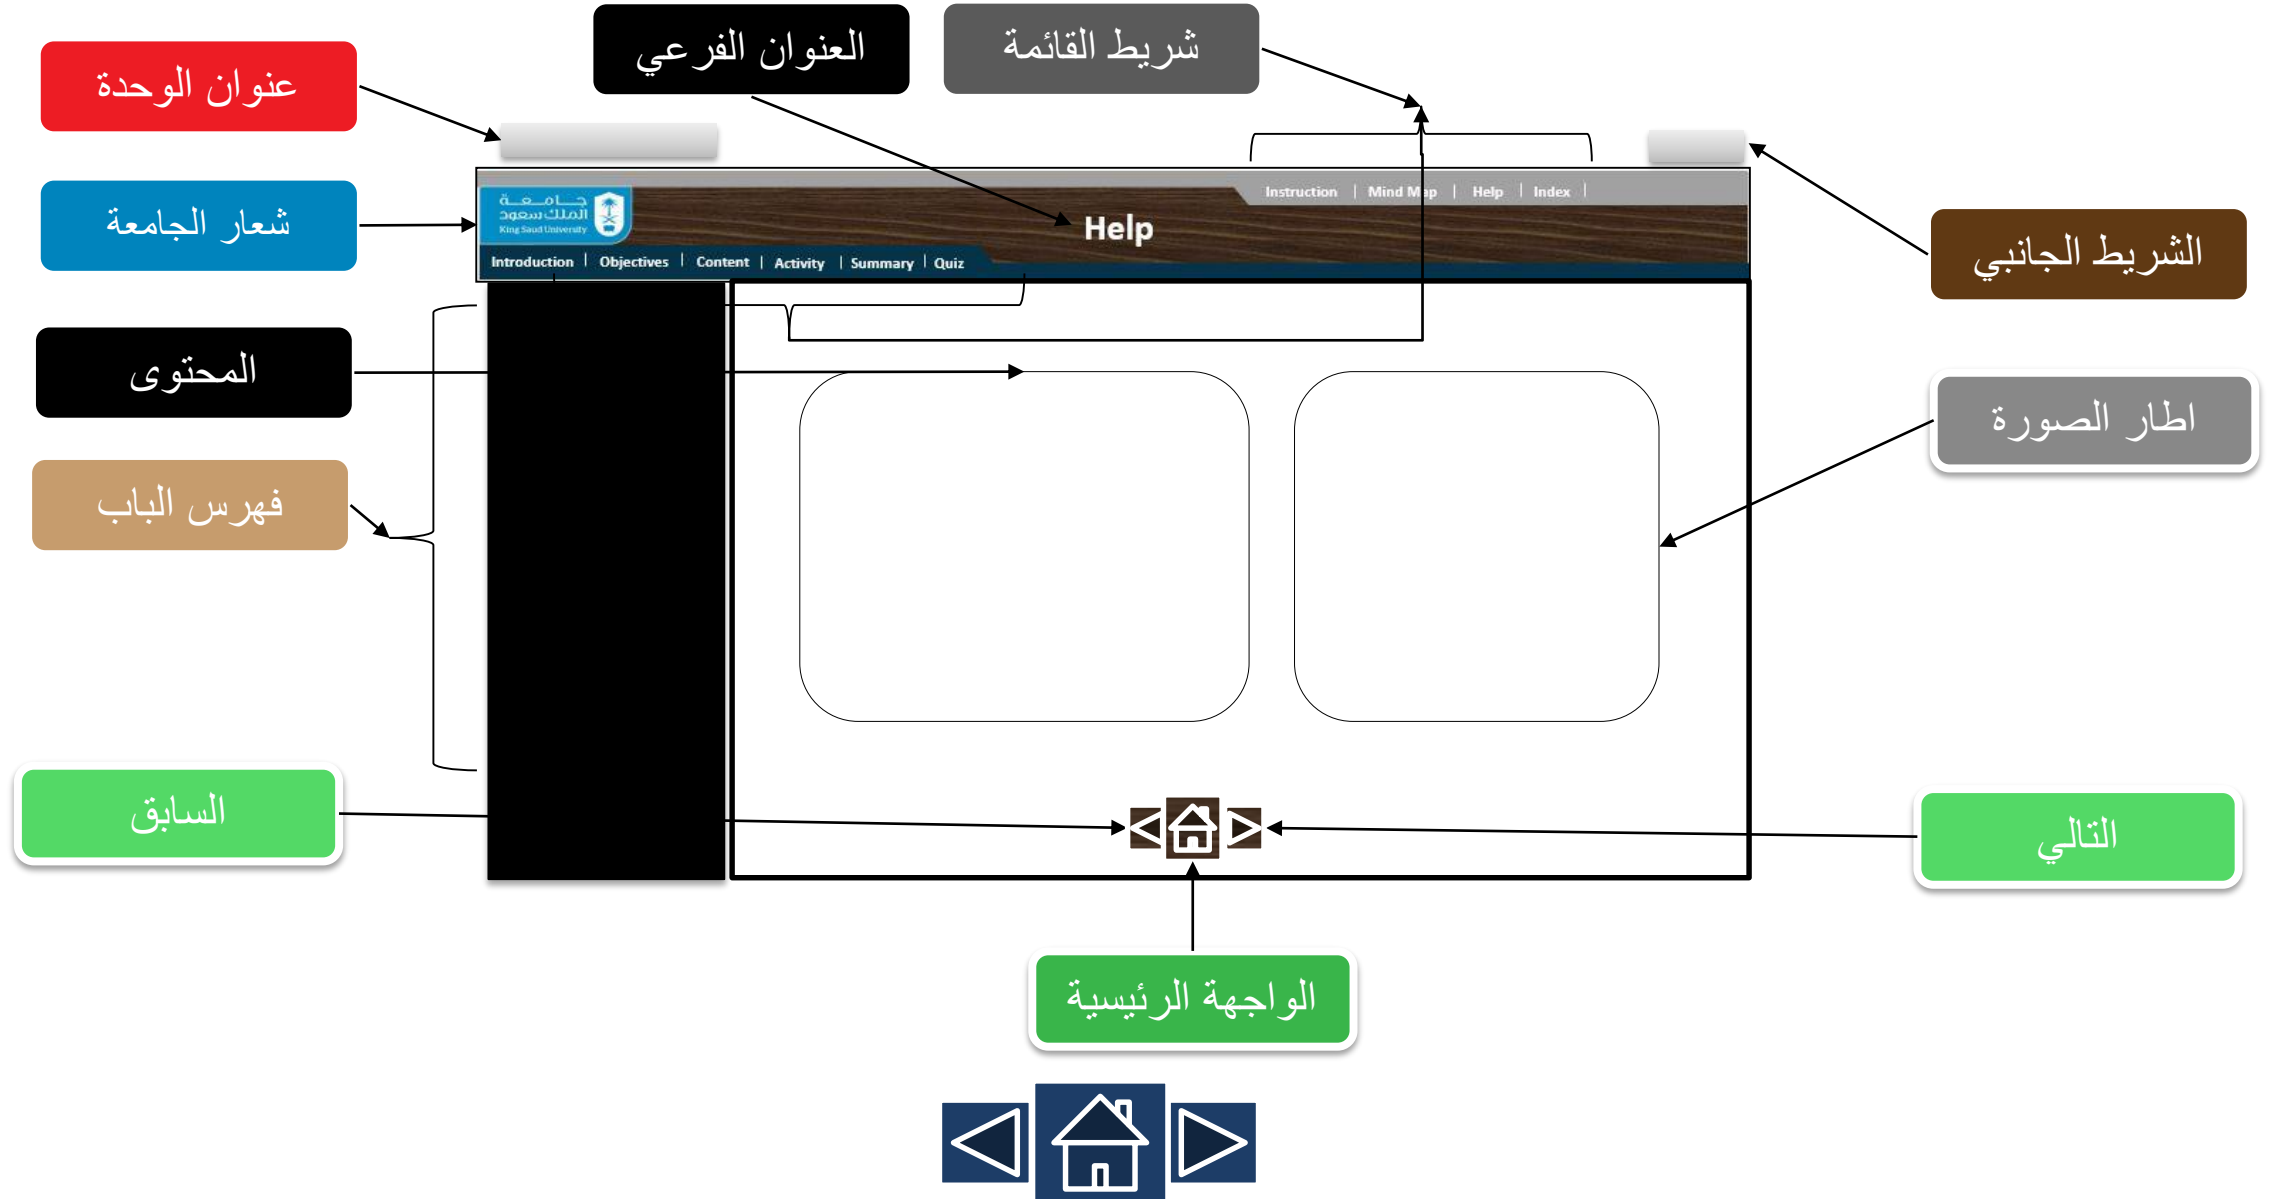 العنوان الفرعي
شريط القائمة
عنوان الوحدة
شعار الجامعة
جامعة
الملك سعود
King Saud University
Instruction | Mind Map | Help | Index |
Help
Introduction | Objectives | Content | Activity | Summary | Quiz
الشريط الجانبي
المحتوى
اطار الصورة
فهرس الباب
السابق
التالي
الواجهة الرئيسية